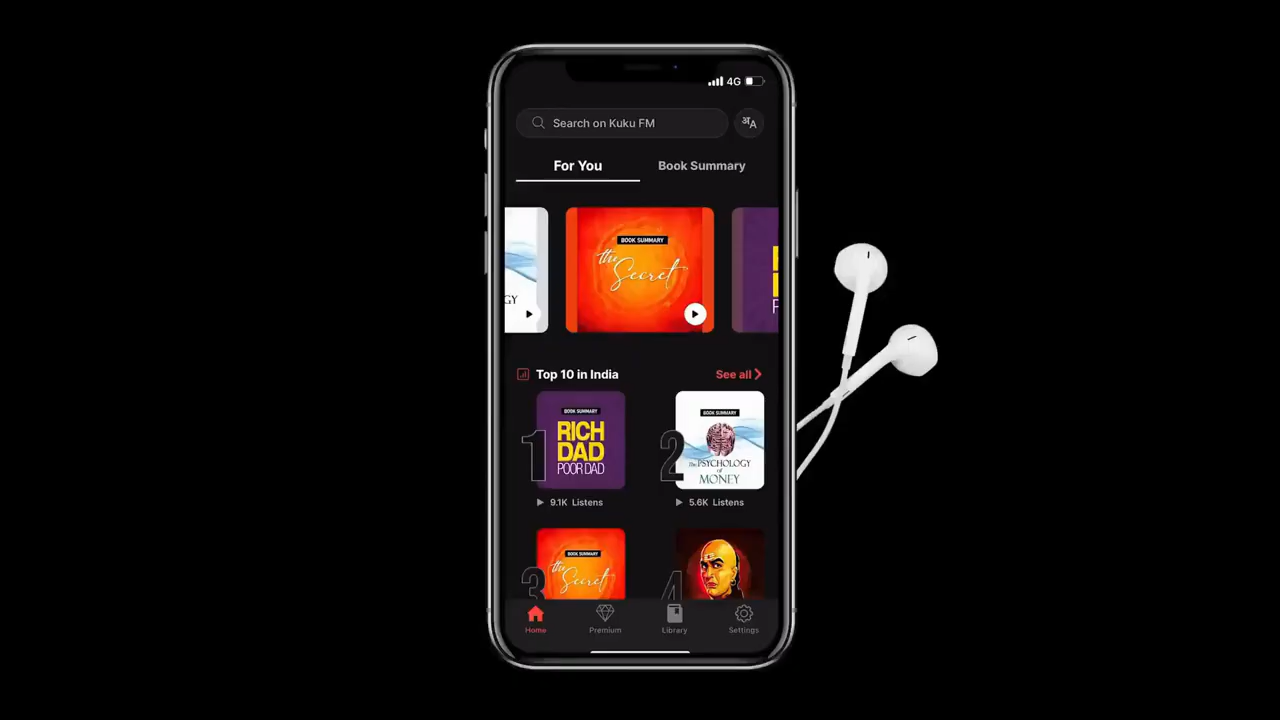 4G
Search on Kuku FM
अA
For You
Book Summary
GY
BOOK SUMMARY
the
Secret
Top 10 in India
See all
1
BOOK SUMMARY
RICH
DAD
POOR DAD
2
BOOK SUMMARY
The PSYCHOLOGY
of
MONEY
9.1K Listens
5.6K Listens
3
BOOK SUMMARY
the
Secret
4
Home
Premium
Library
Settings